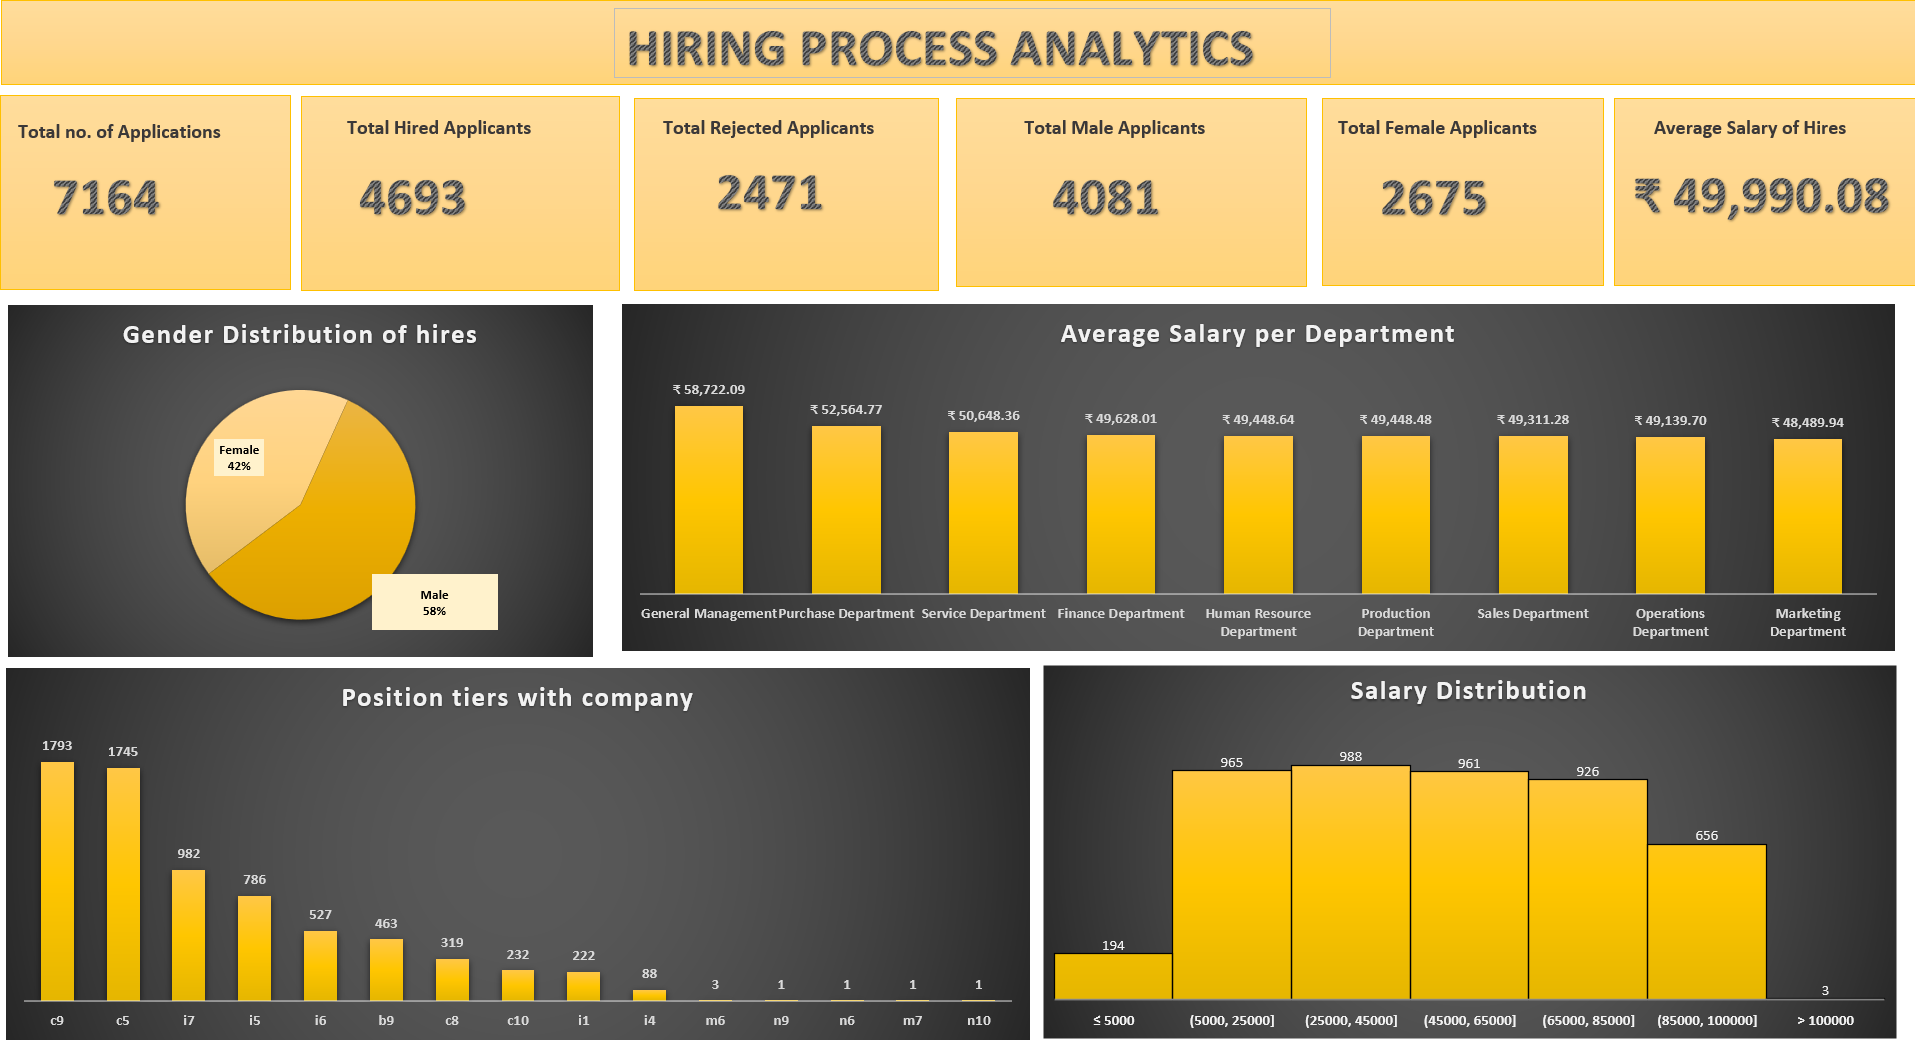 HIRING PROCESS ANALYTICS
Total no. of Applications
7164
Total Hired Applicants
4693
Total Rejected Applicants
2471
Total Male Applicants
4081
Total Female Applicants
2675
Average Salary of Hires
₹ 49,990.08
Gender Distribution of hires
Female
42%
Male
58%
Average Salary per Department
₹ 58,722.09
₹ 52,564.77
₹ 50,648.36
₹ 49,628.01
₹ 49,448.64
₹ 49,448.48
₹ 49,311.28
₹ 49,139.70
₹ 48,489.94
General Management
Purchase Department
Service Department
Finance Department
Human Resource
Department
Production
Department
Sales Department
Operations
Department
Marketing
Department
Position tiers with company
1793
1745
982
786
527
463
319
232
222
88
3
1
1
1
1
c9
c5
i7
i5
i6
b9
c8
c10
i1
i4
m6
n9
n6
m7
n10
Salary Distribution
194
965
988
961
926
656
3
≤ 5000
(5000, 25000]
(25000, 45000]
(45000, 65000]
(65000, 85000]
(85000, 100000]
> 100000